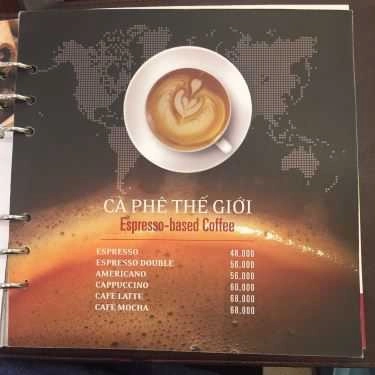 CÀ PHÊ THẾ GIỚI
Espresso-based Coffee
ESPRESSO 48,000
ESPRESSO DOUBLE 58,000
AMERICANO 56,000
CAPPUCCINO 60,000
CAFE LATTE 68,000
CAFE MOCHA 68,000